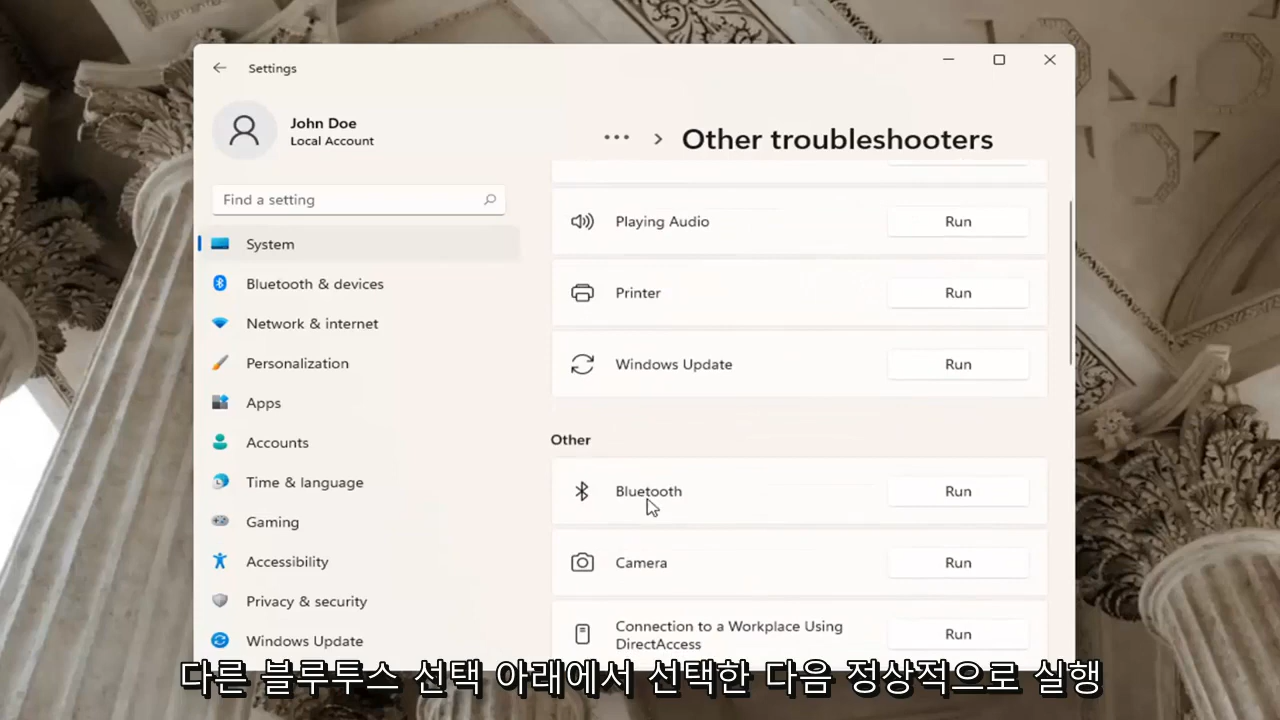 Settings
John Doe
Local Account
Find a setting
System
Bluetooth & devices
Network & internet
Personalization
Apps
Accounts
Time & language
Gaming
Accessibility
Privacy & security
Windows Update
... > Other troubleshooters
Playing Audio Run
Printer Run
Windows Update Run
Other
Bluetooth Run
Camera Run
Connection to a Workplace Using
DirectAccess Run
다른 블루투스 선택 아래에서 선택한 다음 정상적으로 실행